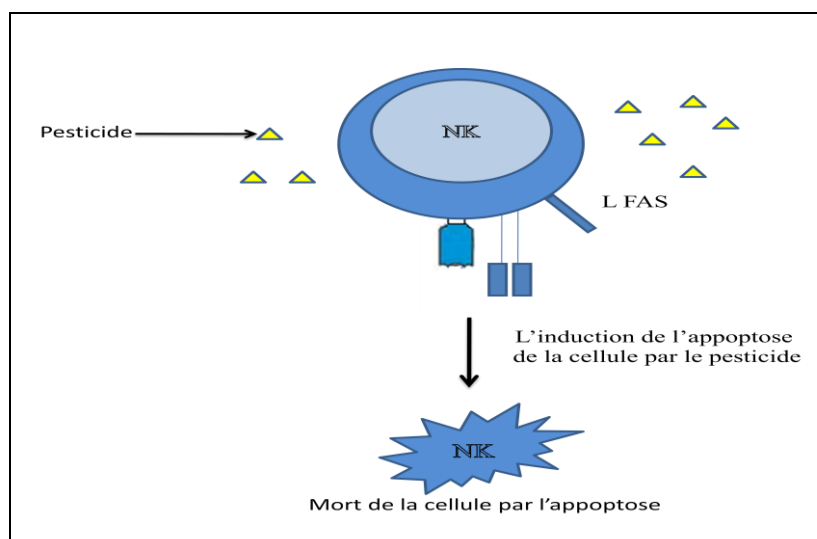 NK
Pesticide
L FAS
L’induction de l’appoptose
de la cellule par le pesticide
NK
Mort de la cellule par l’appoptose